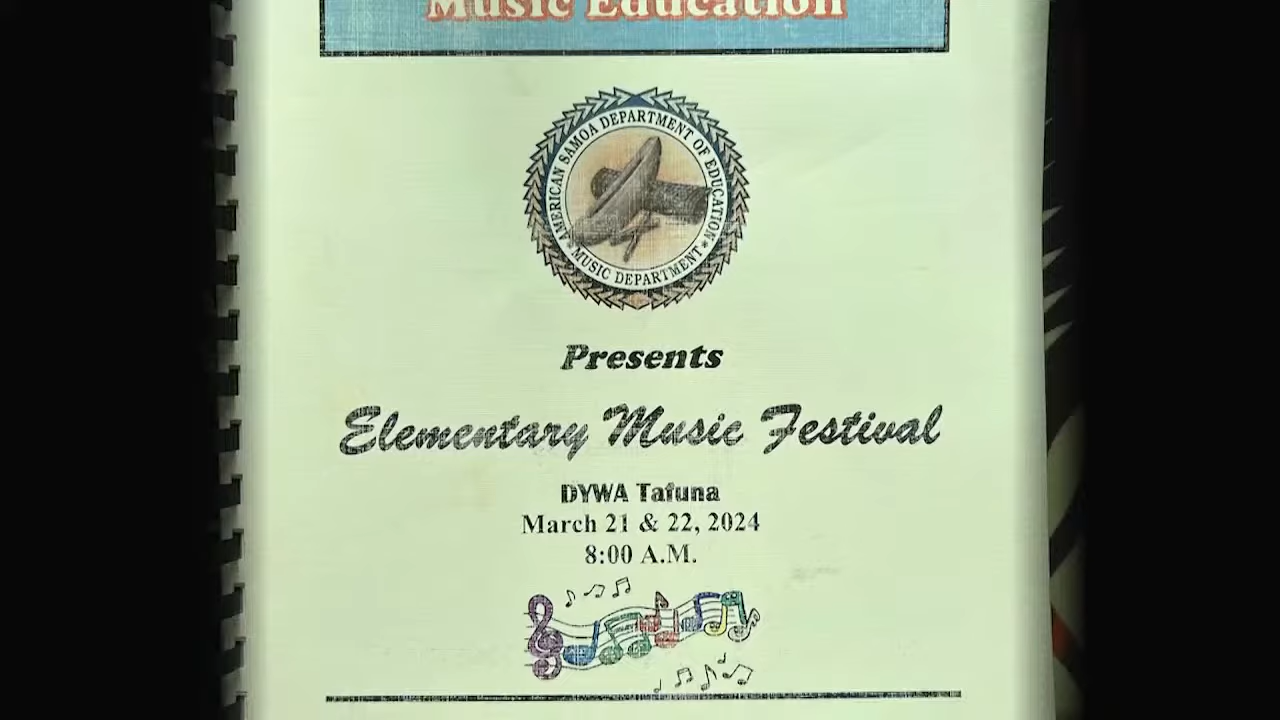 Music Education
AMERICAN SAMOA DEPARTMENT OF EDUCATION
* MUSIC DEPARTMENT *
Presents
Elementary Music Festival
DYWA Tafuna
March 21 & 22, 2024
8:00 A.M.